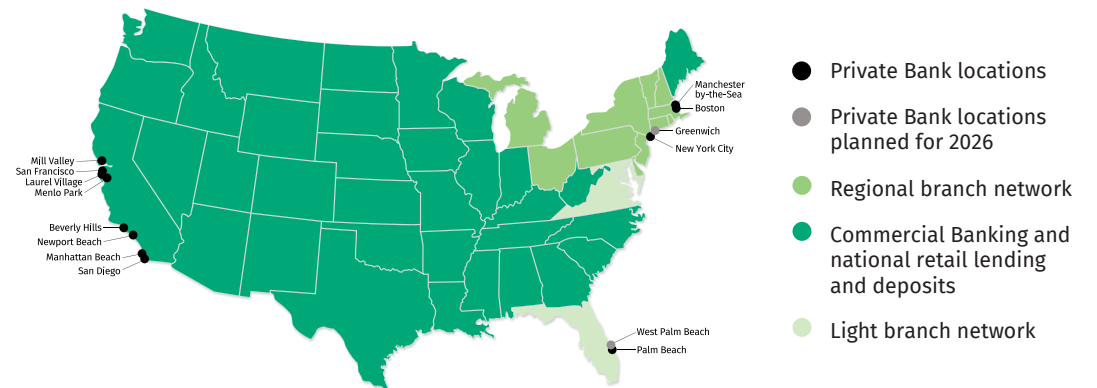 Mill Valley
San Francisco
Laurel Village
Menlo Park
Beverly Hills
Newport Beach
Manhattan Beach
San Diego
Manchester
by-the-Sea
Boston
Greenwich
New York City
West Palm Beach
Palm Beach
Private Bank locations
Private Bank locations
planned for 2026
Regional branch network
Commercial Banking and
national retail lending
and deposits
Light branch network